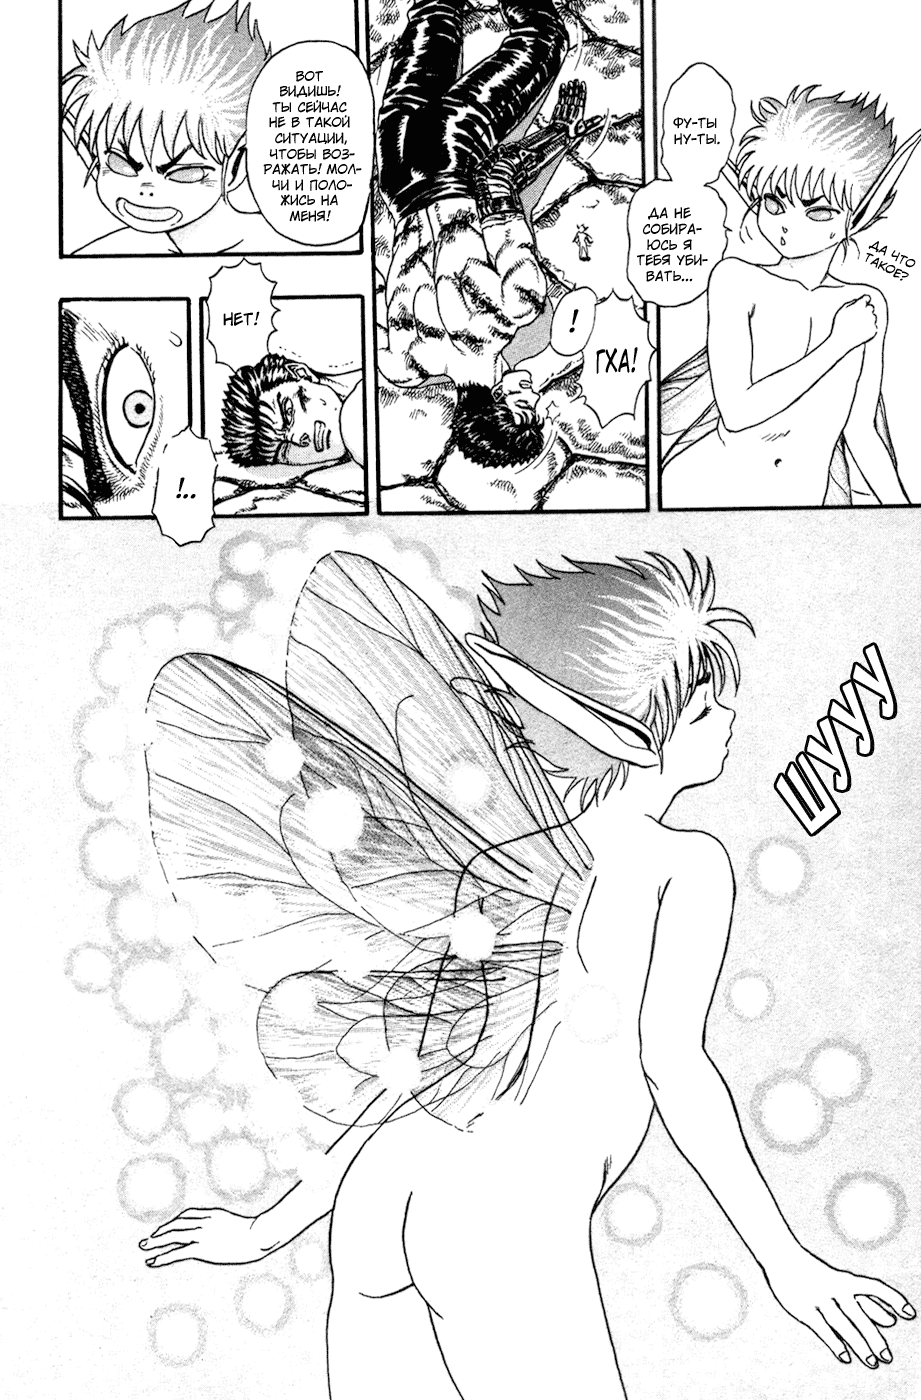 ФУ-ТЫ
НУ-ТЫ.
ДА НЕ
СОБИРА-
ЮСЬ Я
ТЕБЯ УБИ-
ВАТЬ...
ДА ЧТО
ТАКОЕ?
!
ГХА!
ВОТ
ВИДИШЬ!
ТЫ СЕЙЧАС
НЕ В ТАКОЙ
СИТУАЦИИ,
ЧТОБЫ ВОЗ-
РАЖАТЬ! МОЛ-
ЧИ И ПОЛО-
ЖИСЬ НА
МЕНЯ!
НЕТ!
!..
ШУУУ